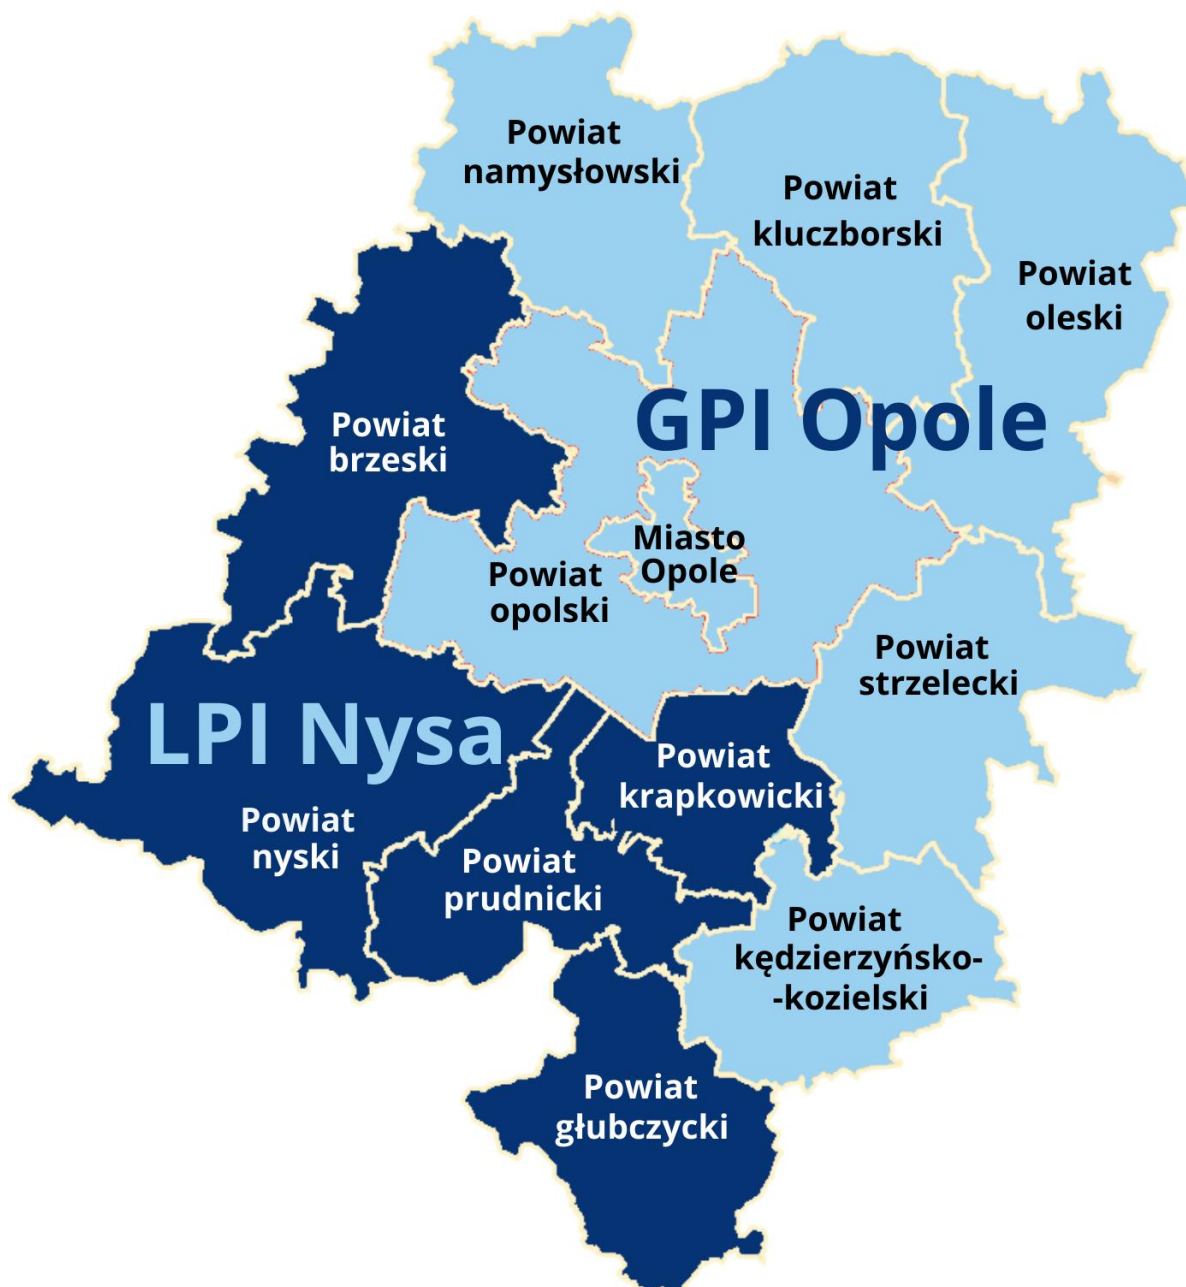 Powiat
namysłowski
Powiat
kluczborski
Powiat
oleski
GPI Opole
Powiat
brzeski
Miasto
Opole
Powiat
opolski
Powiat
strzelecki
LPI Nysa
Powiat
krapkowicki
Powiat
nyski
Powiat
prudnicki
Powiat
kędzierzyńsko-
-kozielski
Powiat
głubczycki